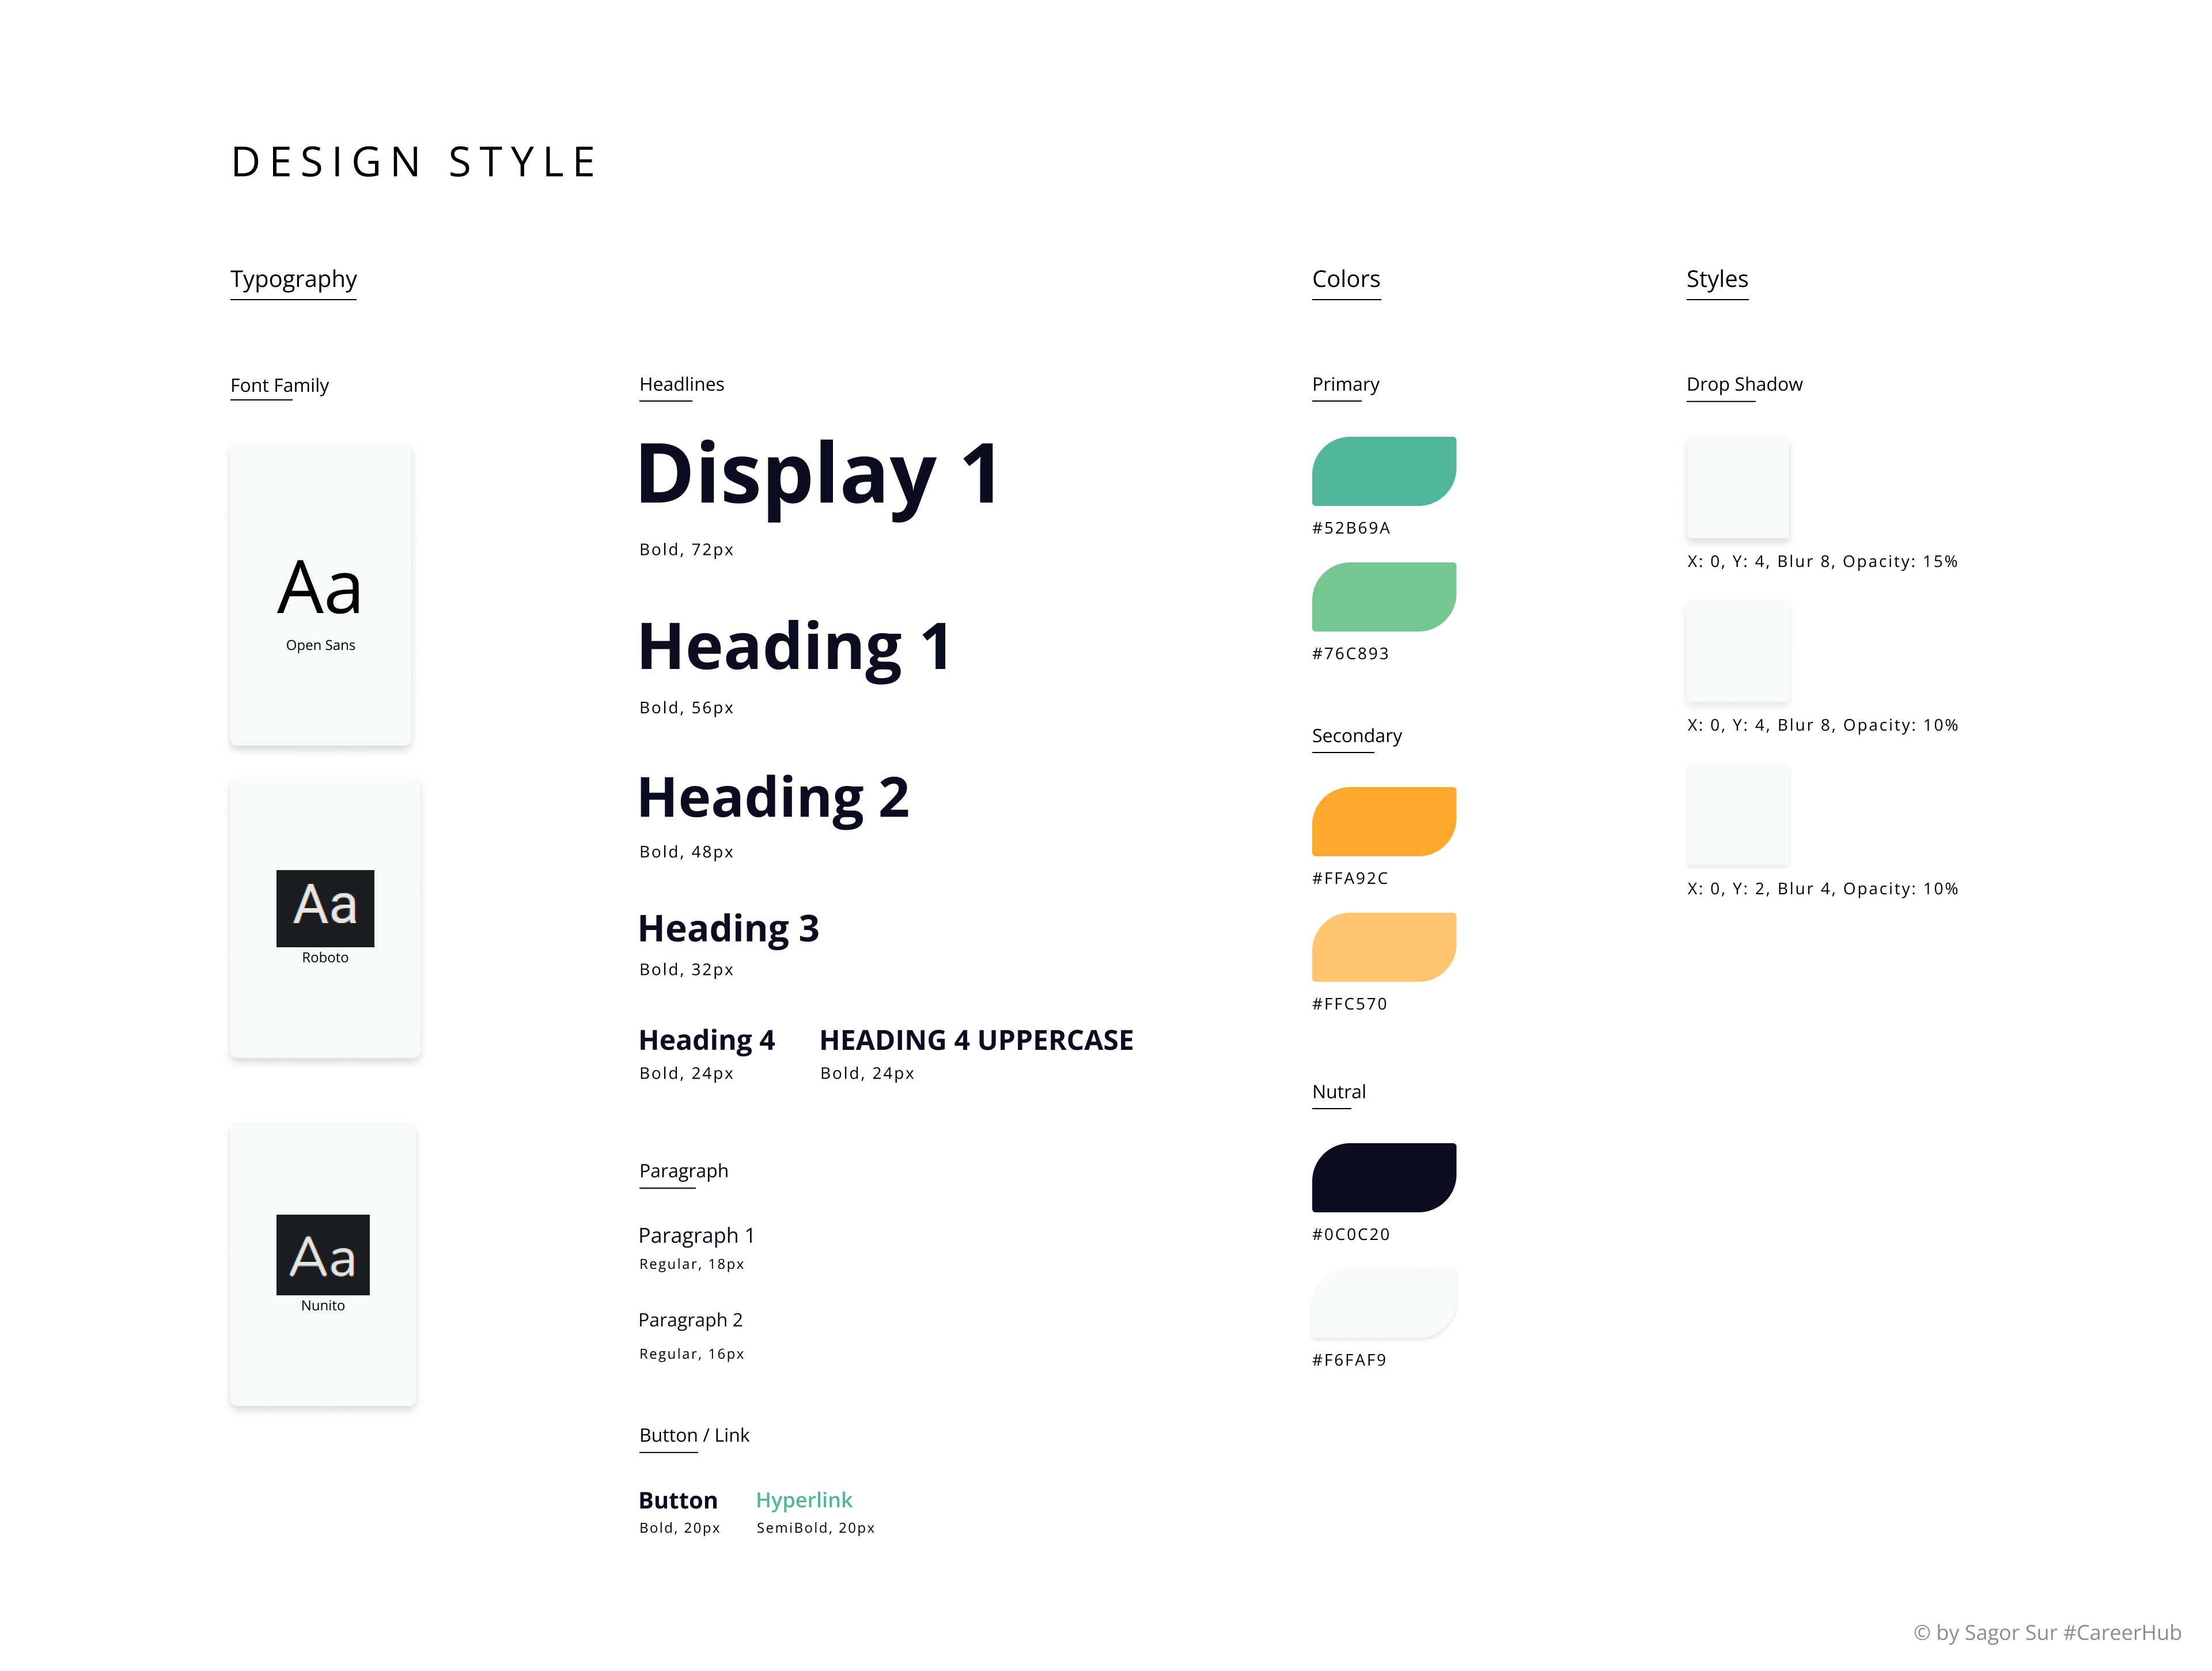 DESIGN STYLE
Typography
Font Family
Aa
Open Sans
Aa
Roboto
Aa
Nunito
Headlines
Display 1
Bold, 72px
Heading 1
Bold, 56px
Heading 2
Bold, 48px
Heading 3
Bold, 32px
Heading 4 HEADING 4 UPPERCASE
Bold, 24px Bold, 24px
Paragraph
Paragraph 1
Regular, 18px
Paragraph 2
Regular, 16px
Button / Link
Button Hyperlink
Bold, 20px SemiBold, 20px
Colors
Primary
#52B69A
#76C893
Secondary
#FFA92C
#FFC570
Nutral
#0C0C20
#F6FAF9
Styles
Drop Shadow
X: 0, Y: 4, Blur 8, Opacity: 15%
X: 0, Y: 4, Blur 8, Opacity: 10%
X: 0, Y: 2, Blur 4, Opacity: 10%
© by Sagor Sur #CareerHub